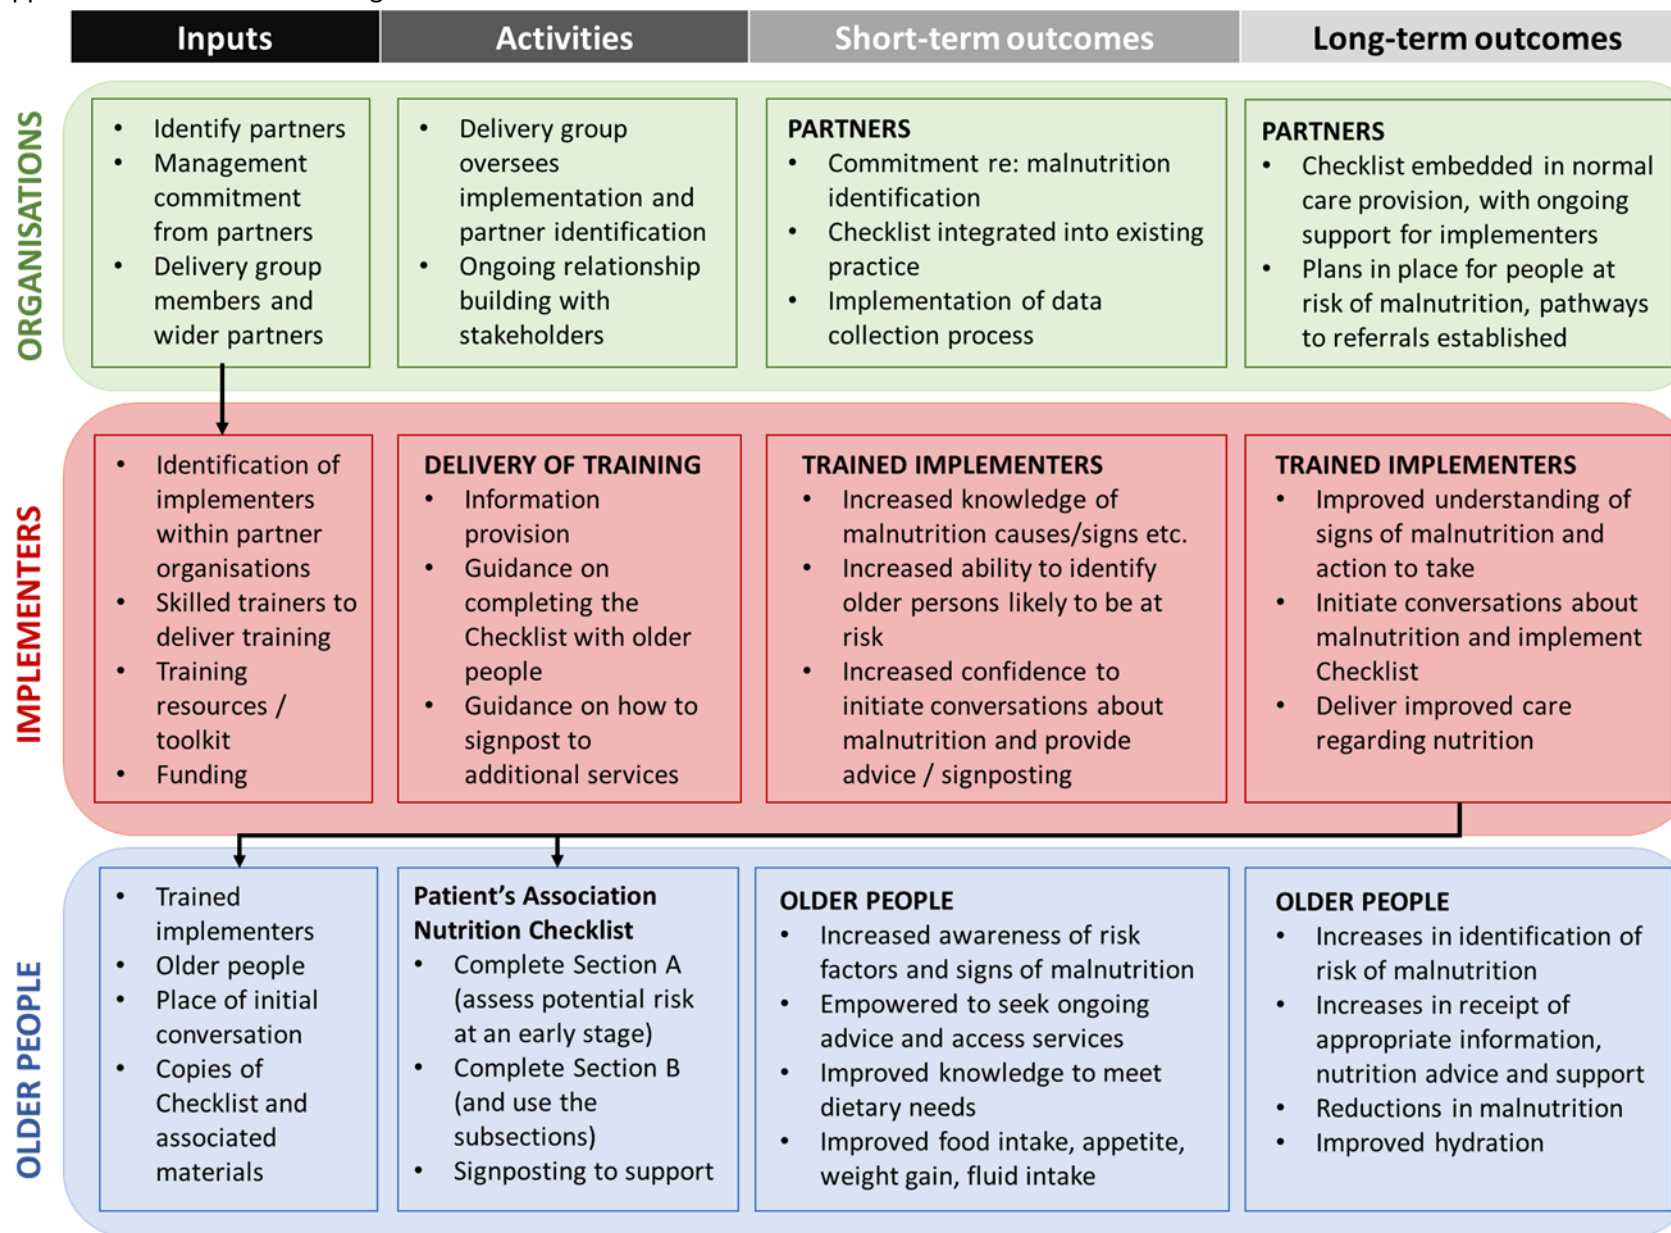 Inputs
Activities
Short-term outcomes
Long-term outcomes
ORGANISATIONS
• Identify partners
• Management
commitment
from partners
• Delivery group
members and
wider partners
• Delivery group
oversees
implementation and
partner identification
• Ongoing relationship
building with
stakeholders
PARTNERS
• Commitment re: malnutrition
identification
• Checklist integrated into existing
practice
• Implementation of data
collection process
PARTNERS
• Checklist embedded in normal
care provision, with ongoing
support for implementers
• Plans in place for people at
risk of malnutrition, pathways
to referrals established
IMPLEMENTERS
• Identification of
implementers
within partner
organisations
• Skilled trainers to
deliver training
• Training
resources /
toolkit
• Funding
DELIVERY OF TRAINING
• Information
provision
• Guidance on
completing the
Checklist with older
people
• Guidance on how to
signpost to
additional services
TRAINED IMPLEMENTERS
• Increased knowledge of
malnutrition causes/signs etc.
• Increased ability to identify
older persons likely to be at
risk
• Increased confidence to
initiate conversations about
malnutrition and provide
advice / signposting
TRAINED IMPLEMENTERS
• Improved understanding of
signs of malnutrition and
action to take
• Initiate conversations about
malnutrition and implement
Checklist
• Deliver improved care
regarding nutrition
OLDER PEOPLE
• Trained
implementers
• Older people
• Place of initial
conversation
• Copies of
Checklist and
associated
materials
Patient's Association
Nutrition Checklist
• Complete Section A
(assess potential risk
at an early stage)
• Complete Section B
(and use the
subsections)
• Signposting to support
OLDER PEOPLE
• Increased awareness of risk
factors and signs of malnutrition
• Empowered to seek ongoing
advice and access services
• Improved knowledge to meet
dietary needs
• Improved food intake, appetite,
weight gain, fluid intake
OLDER PEOPLE
• Increases in identification of
risk of malnutrition
• Increases in receipt of
appropriate information,
nutrition advice and support
• Reductions in malnutrition
• Improved hydration